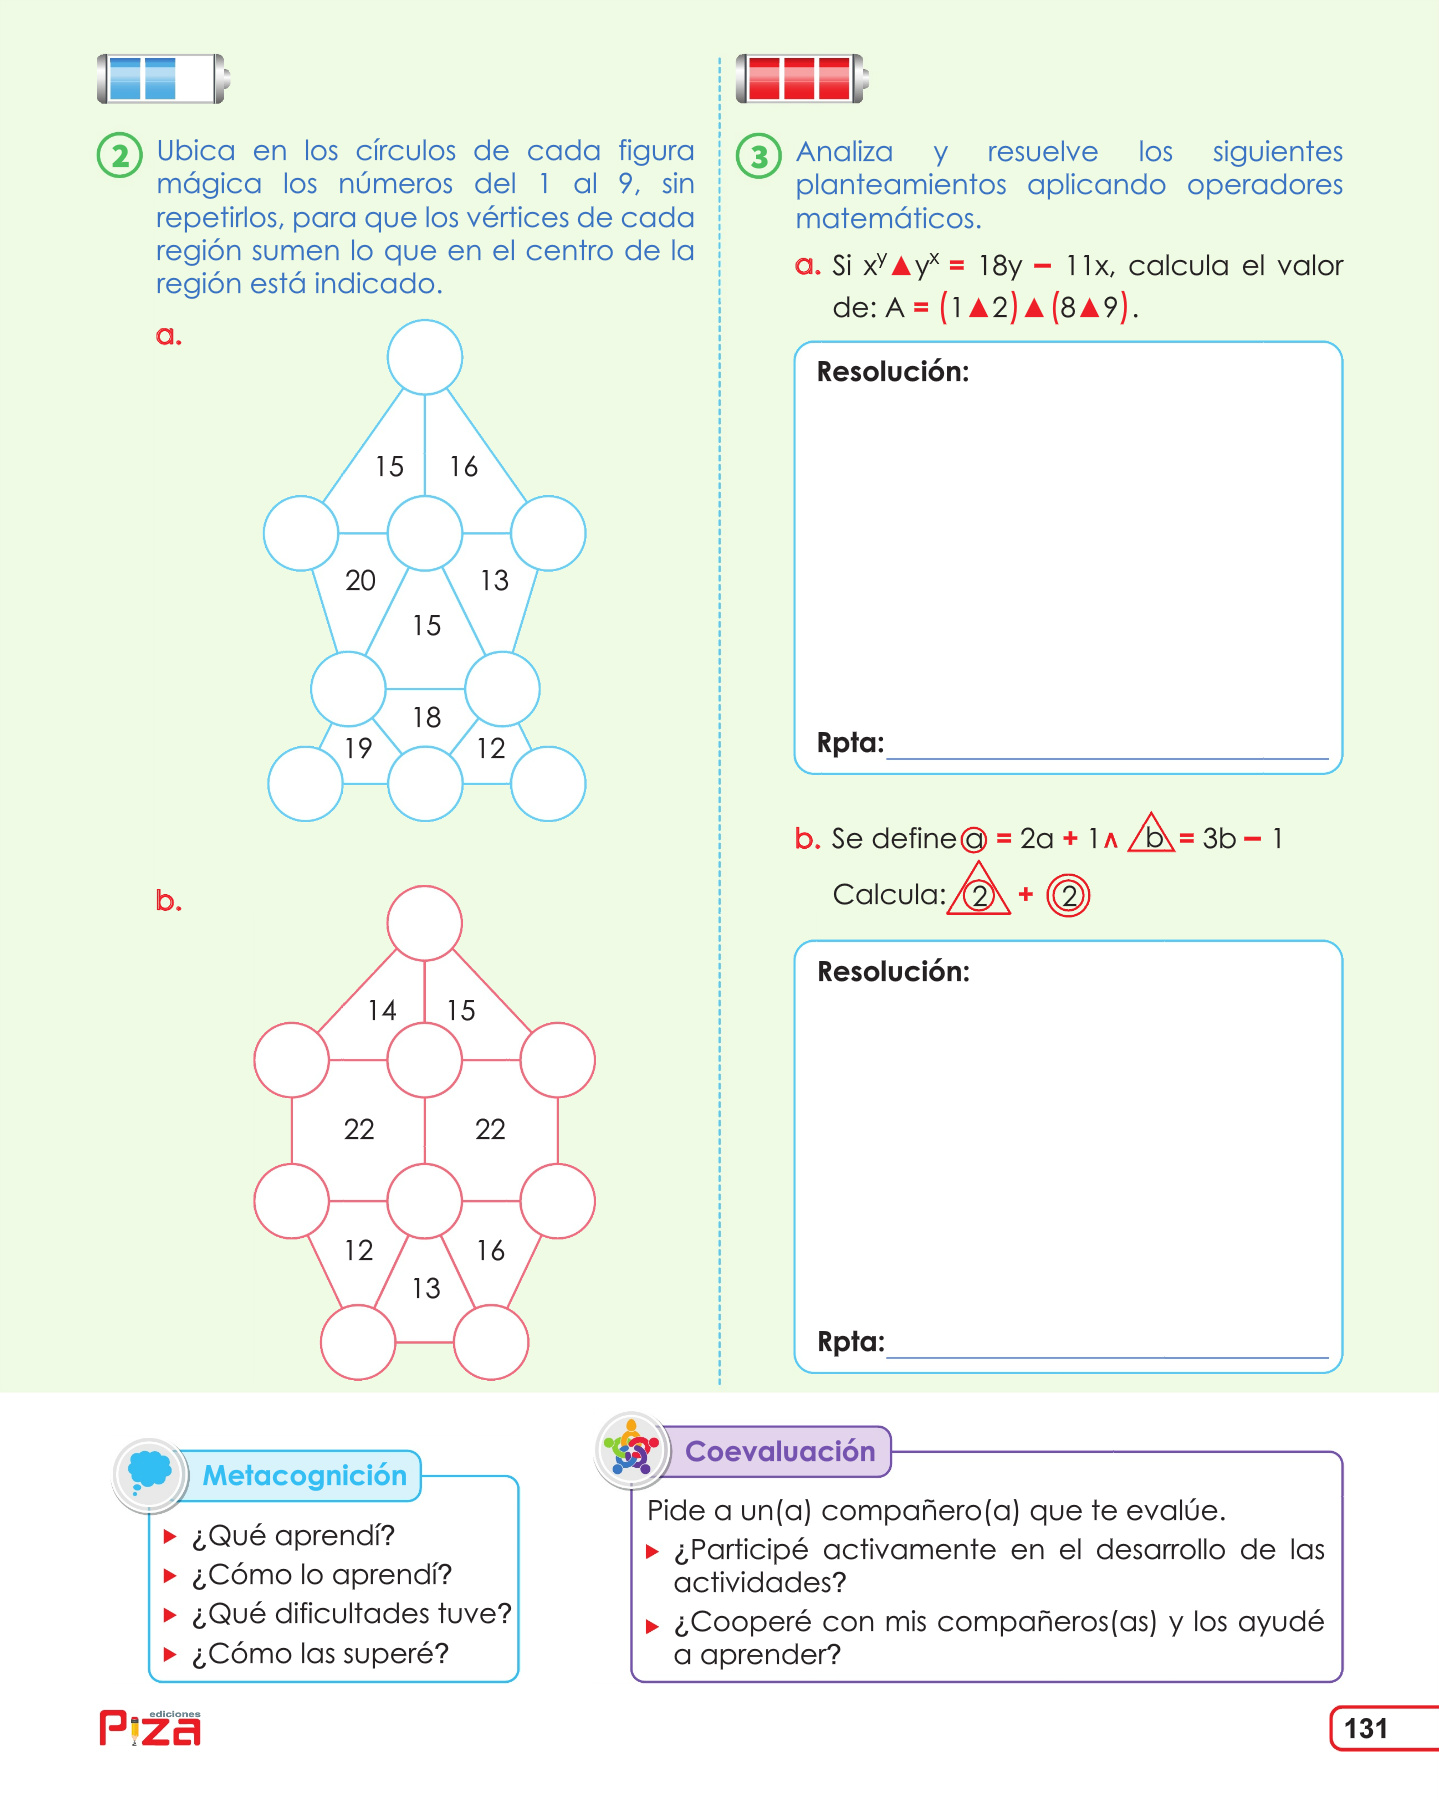 2 Ubica en los círculos de cada figura
mágica los números del 1 al 9, sin
repetirlos, para que los vértices de cada
región sumen lo que en el centro de la
región está indicado.
a.
15 16
20 13
15
18
19 12
b.
14 15
22 22
12 16
13
3 Analiza y resuelve los siguientes
planteamientos aplicando operadores
matemáticos.
a. Si x^y▲y^x = 18y − 11x, calcula el valor
de: A = (1▲2)▲(8▲9).
Resolución:
Rpta:
b. Se define a = 2a + 1 ∧ b = 3b − 1
Calcula: 2 + 2
Resolución:
Rpta:
Metacognición
¿Qué aprendí?
¿Cómo lo aprendí?
¿Qué dificultades tuve?
¿Cómo las superé?
Coevaluación
Pide a un(a) compañero(a) que te evalúe.
¿Participé activamente en el desarrollo de las
actividades?
¿Cooperé con mis compañeros(as) y los ayudé
a aprender?
ediciones
Piza
131